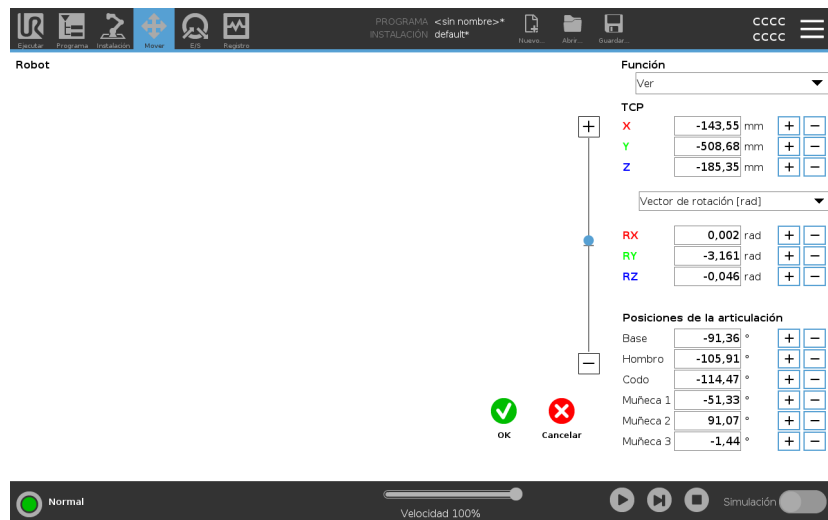 PROGRAMA <sin nombre>*
INSTALACIÓN default*
Ejecutar Programa Instalación Mover E/S Registro
Nuevo... Abrir... Guardar...
CCCC
CCCC
Robot
Función
Ver
TCP
X -143,55 mm + −
Y -508,68 mm + −
Z -185,35 mm + −
Vector de rotación [rad]
RX 0,002 rad + −
RY -3,161 rad + −
RZ -0,046 rad + −
Posiciones de la articulación
Base -91,36 ° + −
Hombro -105,91 ° + −
Codo -114,47 ° + −
Muñeca 1 -51,33 ° + −
Muñeca 2 91,07 ° + −
Muñeca 3 -1,44 ° + −
OK Cancelar
Normal
Velocidad 100%
Simulación